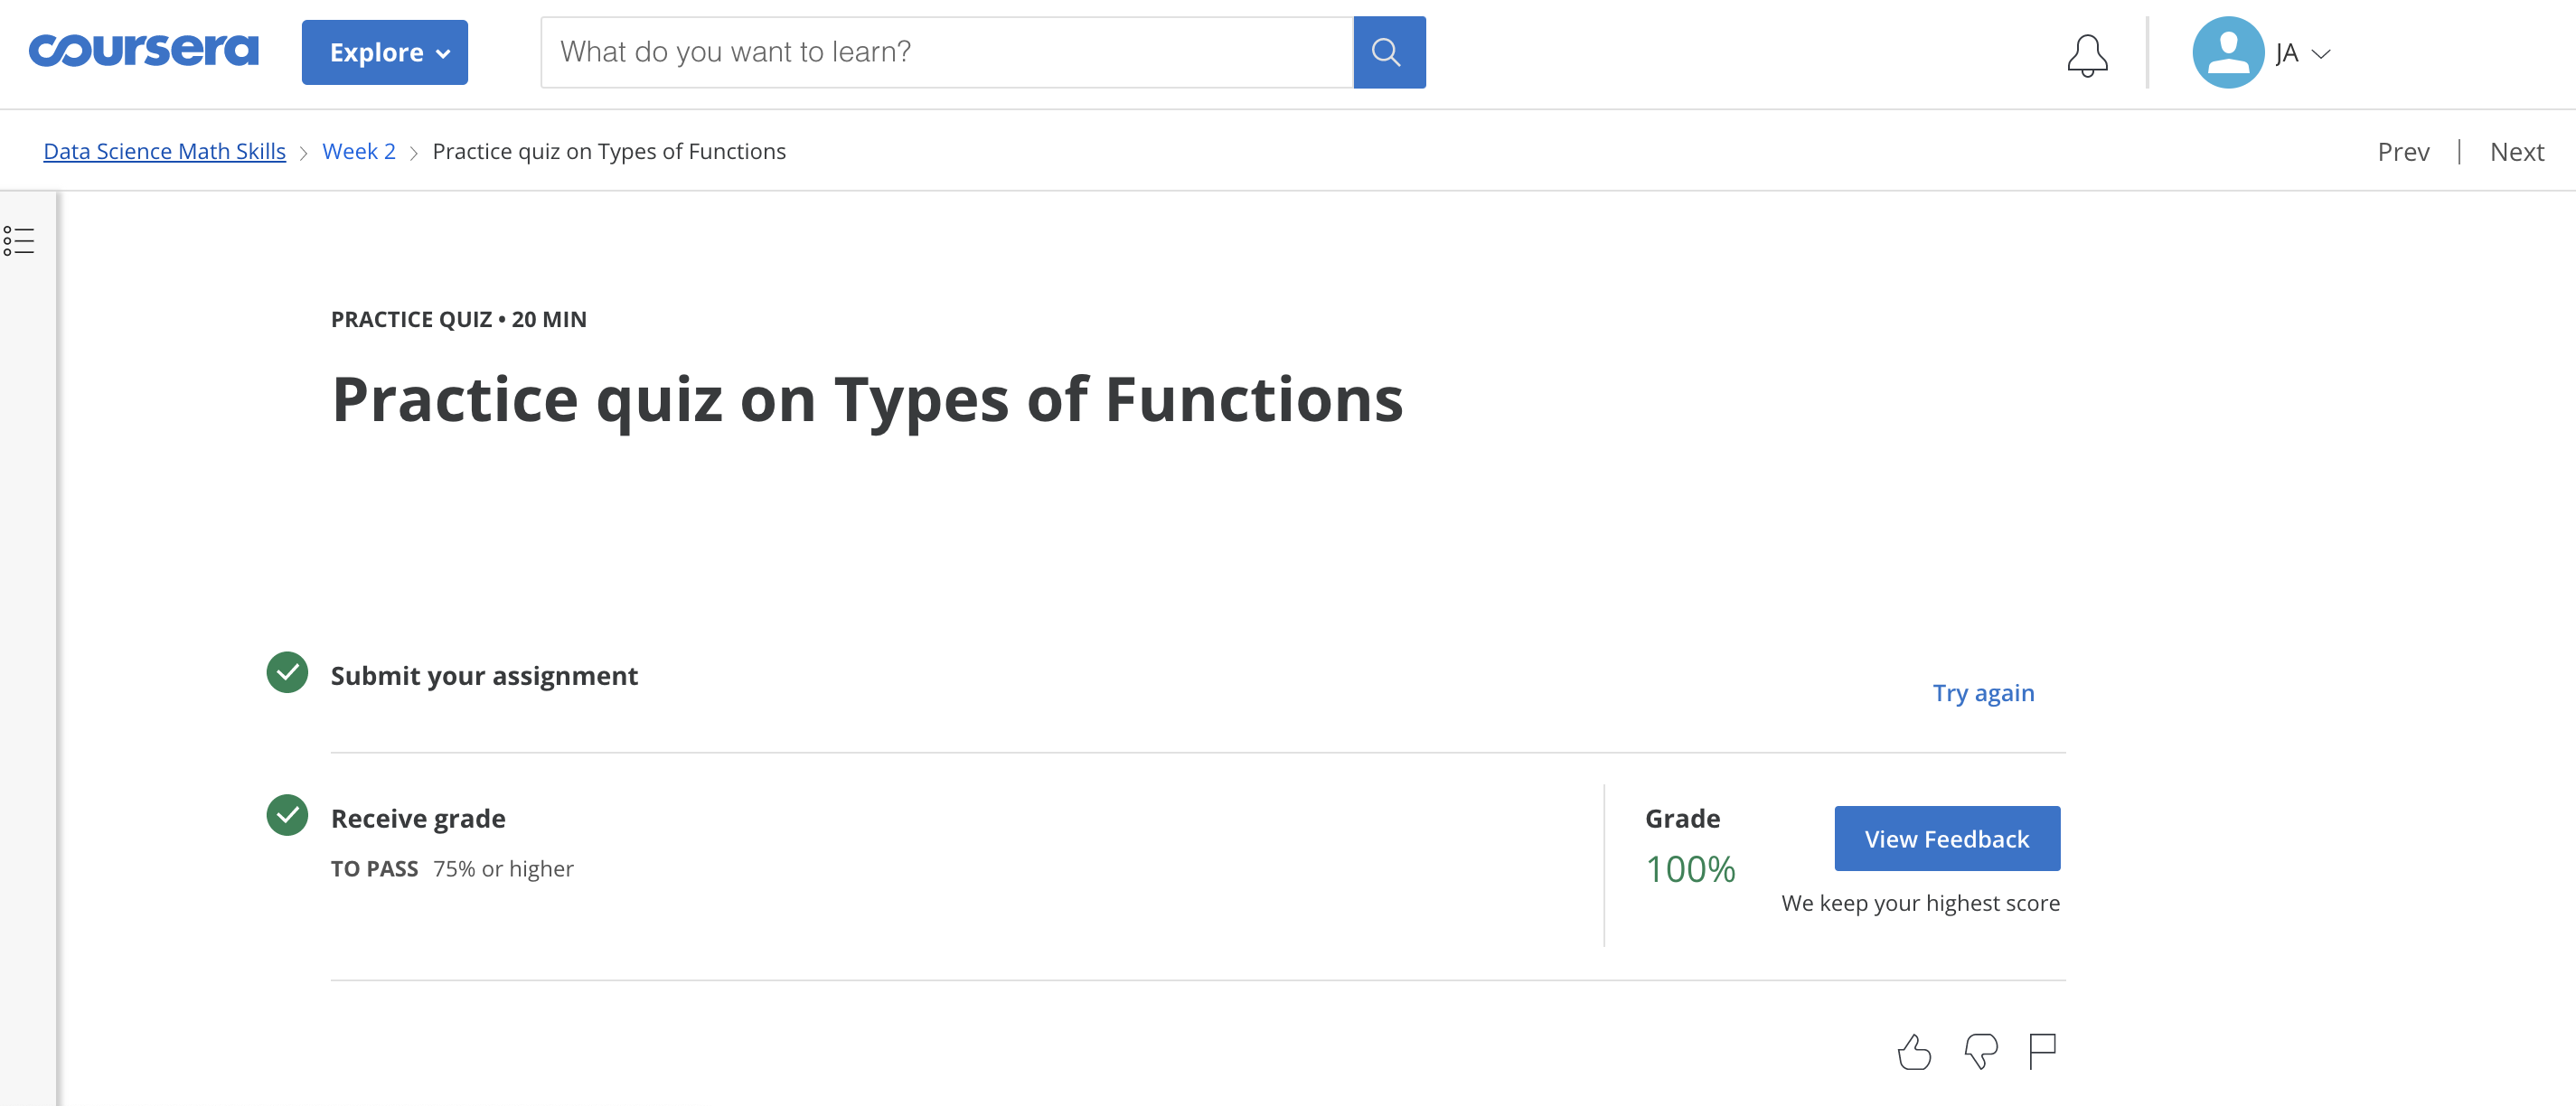 coursera
Explore
What do you want to learn?
JA
Data Science Math Skills > Week 2 > Practice quiz on Types of Functions
Prev | Next
PRACTICE QUIZ • 20 MIN
Practice quiz on Types of Functions
Submit your assignment
Try again
Receive grade
TO PASS 75% or higher
Grade
100%
View Feedback
We keep your highest score